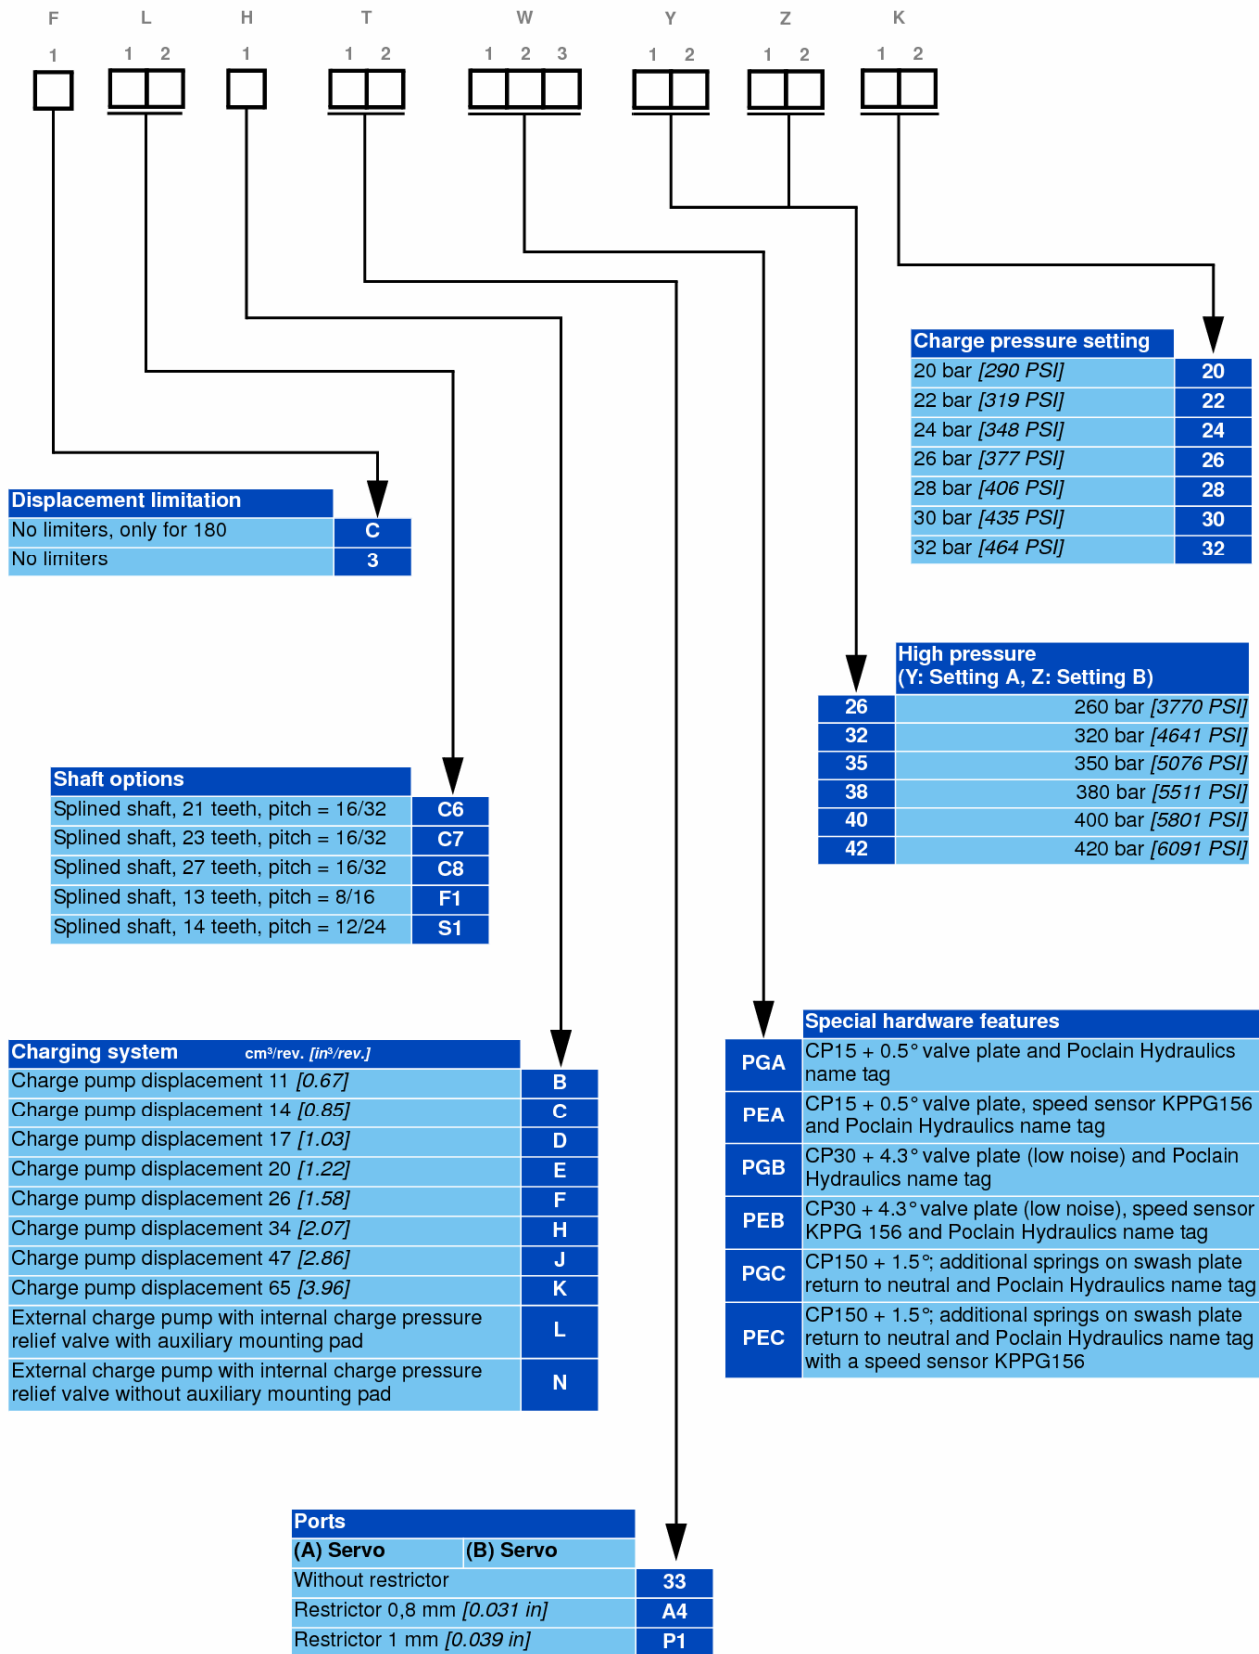 F L H T W Y Z K
1 1 2 1 1 2 1 2 3 1 2 1 2 1 2
Charge pressure setting
20 bar [290 PSI] 20
22 bar [319 PSI] 22
24 bar [348 PSI] 24
26 bar [377 PSI] 26
28 bar [406 PSI] 28
30 bar [435 PSI] 30
32 bar [464 PSI] 32
Displacement limitation
No limiters, only for 180 C
No limiters 3
High pressure
(Y: Setting A, Z: Setting B)
26 260 bar [3770 PSI]
32 320 bar [4641 PSI]
35 350 bar [5076 PSI]
38 380 bar [5511 PSI]
40 400 bar [5801 PSI]
42 420 bar [6091 PSI]
Shaft options
Splined shaft, 21 teeth, pitch = 16/32 C6
Splined shaft, 23 teeth, pitch = 16/32 C7
Splined shaft, 27 teeth, pitch = 16/32 C8
Splined shaft, 13 teeth, pitch = 8/16 F1
Splined shaft, 14 teeth, pitch = 12/24 S1
Charging system cm³/rev. [in³/rev.]
Charge pump displacement 11 [0.67] B
Charge pump displacement 14 [0.85] C
Charge pump displacement 17 [1.03] D
Charge pump displacement 20 [1.22] E
Charge pump displacement 26 [1.58] F
Charge pump displacement 34 [2.07] H
Charge pump displacement 47 [2.86] J
Charge pump displacement 65 [3.96] K
External charge pump with internal charge pressure
relief valve with auxiliary mounting pad L
External charge pump with internal charge pressure
relief valve without auxiliary mounting pad N
Special hardware features
PGA CP15 + 0.5° valve plate and Poclain Hydraulics
name tag
PEA CP15 + 0.5° valve plate, speed sensor KPPG156
and Poclain Hydraulics name tag
PGB CP30 + 4.3° valve plate (low noise) and Poclain
Hydraulics name tag
PEB CP30 + 4.3° valve plate (low noise), speed sensor
KPPG 156 and Poclain Hydraulics name tag
PGC CP150 + 1.5°; additional springs on swash plate
return to neutral and Poclain Hydraulics name tag
PEC CP150 + 1.5°; additional springs on swash plate
return to neutral and Poclain Hydraulics name tag
with a speed sensor KPPG156
Ports
(A) Servo (B) Servo
Without restrictor 33
Restrictor 0,8 mm [0.031 in] A4
Restrictor 1 mm [0.039 in] P1